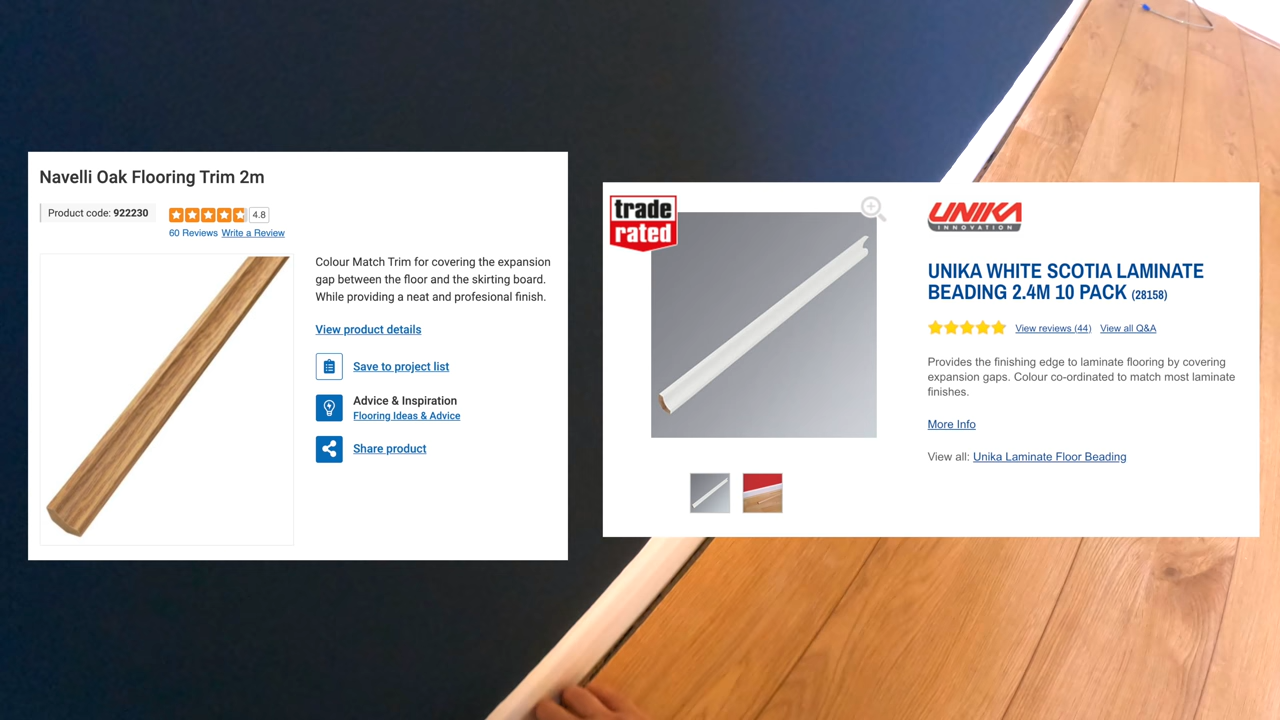 Navelli Oak Flooring Trim 2m
Product code: 922230
4.8
60 Reviews Write a Review
Colour Match Trim for covering the expansion
gap between the floor and the skirting board.
While providing a neat and profesional finish.
View product details
Save to project list
Advice & Inspiration
Flooring Ideas & Advice
Share product
trade
rated
UNIKA
INNOVATION
UNIKA WHITE SCOTIA LAMINATE
BEADING 2.4M 10 PACK (28158)
View reviews (44) View all Q&A
Provides the finishing edge to laminate flooring by covering
expansion gaps. Colour co-ordinated to match most laminate
finishes.
More Info
View all: Unika Laminate Floor Beading